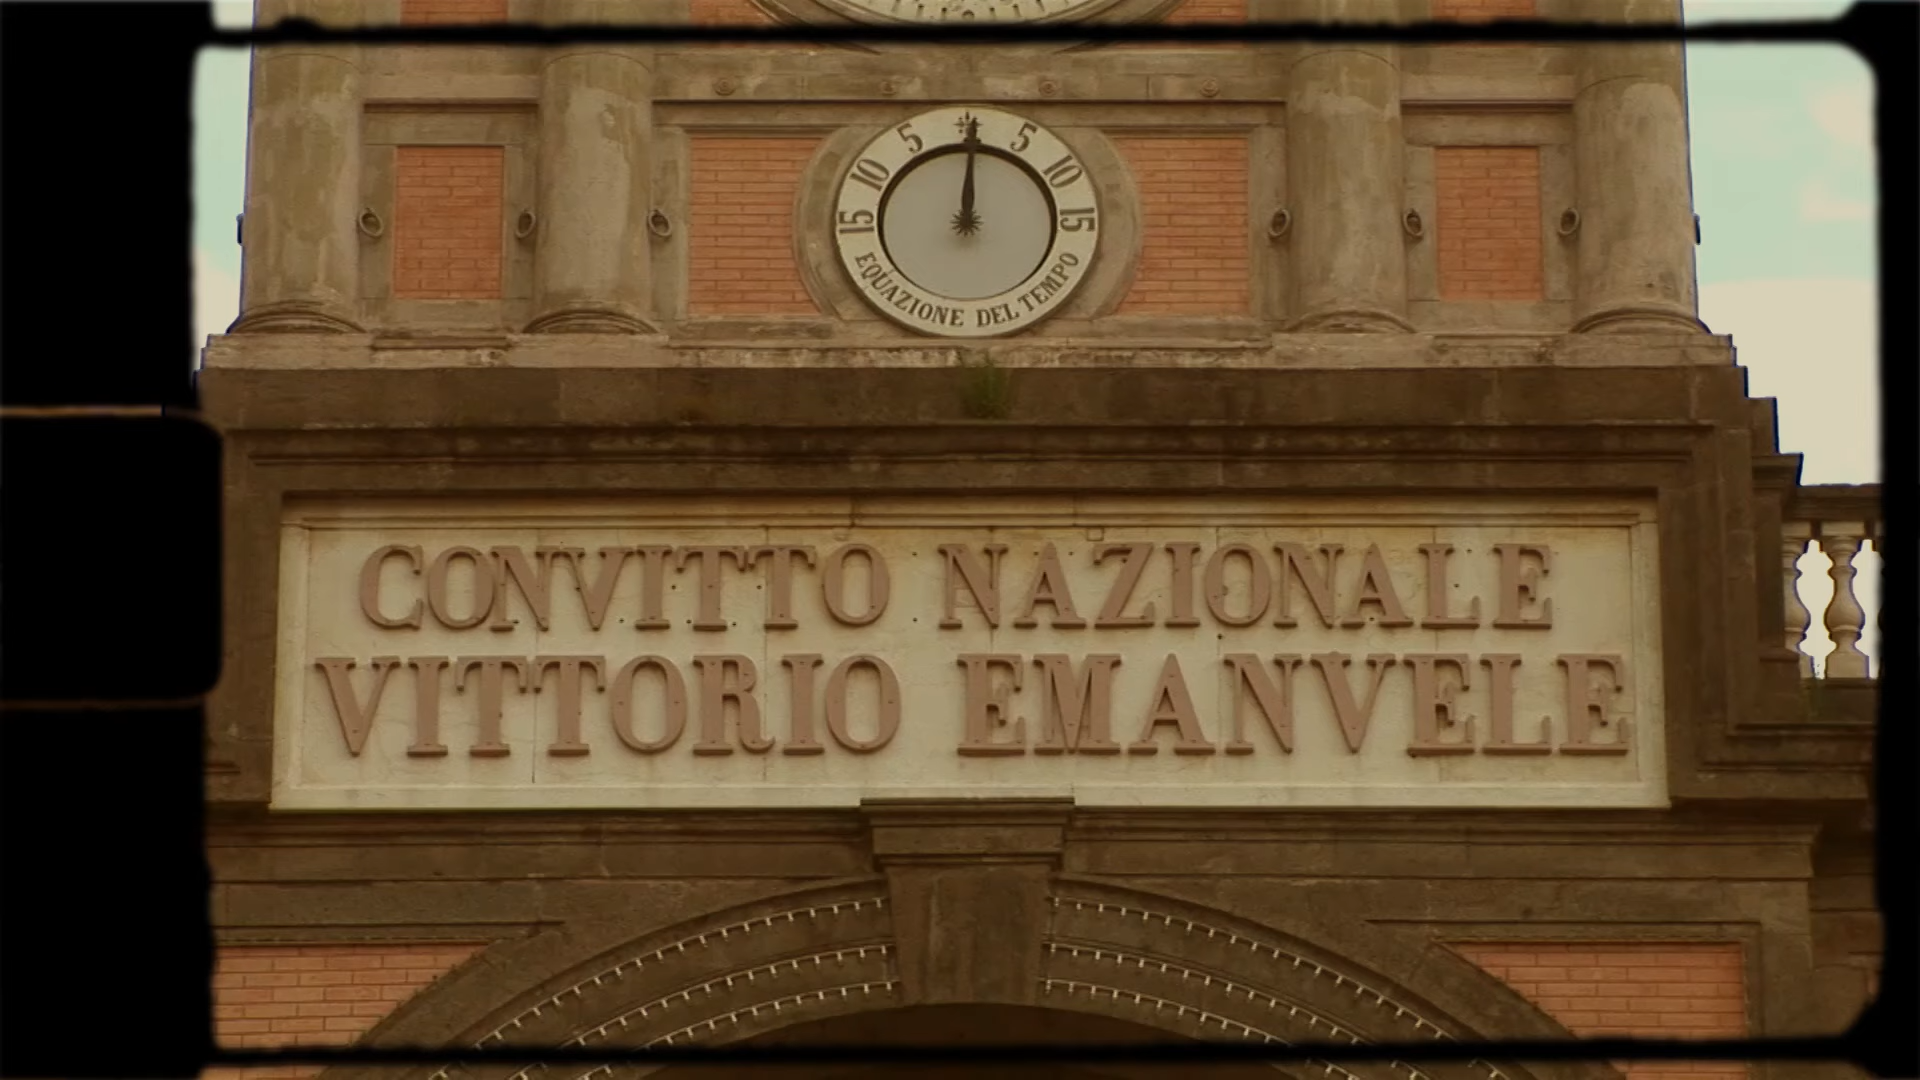 15 10 5 5 10 15
EQUAZIONE DEL TEMPO
CONVITTO NAZIONALE
VITTORIO EMANVELE